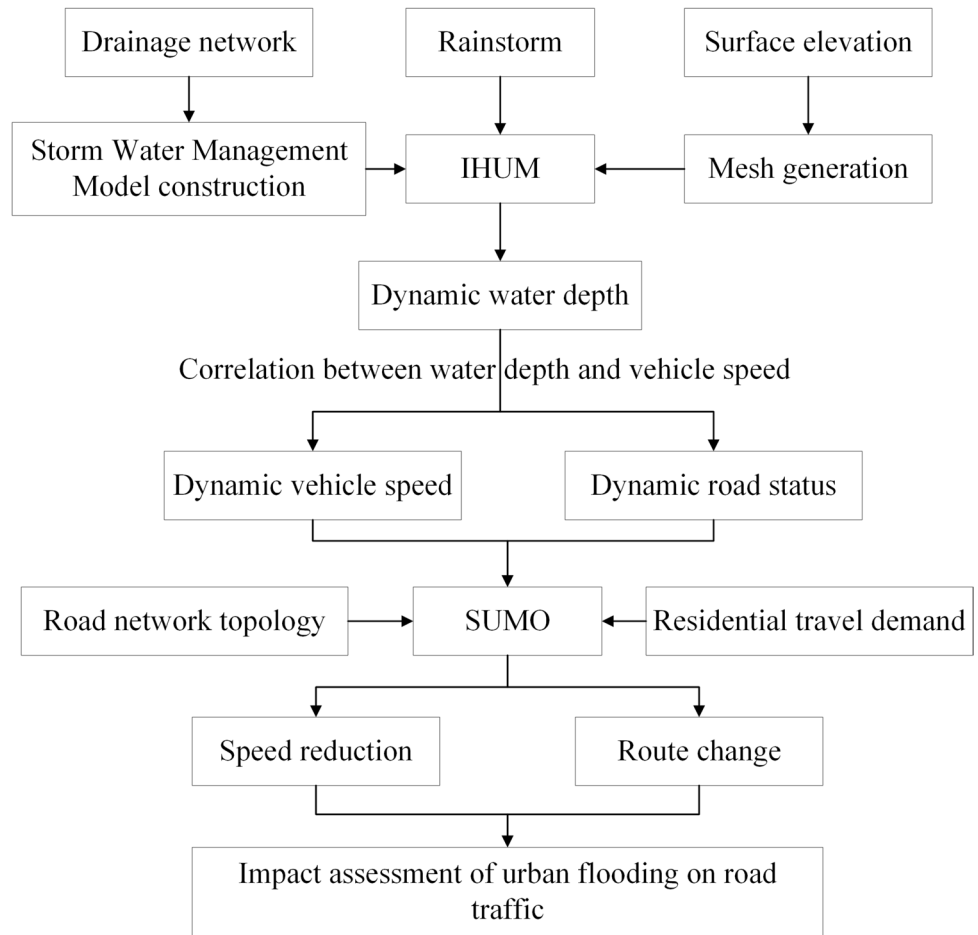 Drainage network
Rainstorm
Surface elevation
Storm Water Management
Model construction
IHUM
Mesh generation
Dynamic water depth
Correlation between water depth and vehicle speed
Dynamic vehicle speed
Dynamic road status
Road network topology
SUMO
Residential travel demand
Speed reduction
Route change
Impact assessment of urban flooding on road
traffic